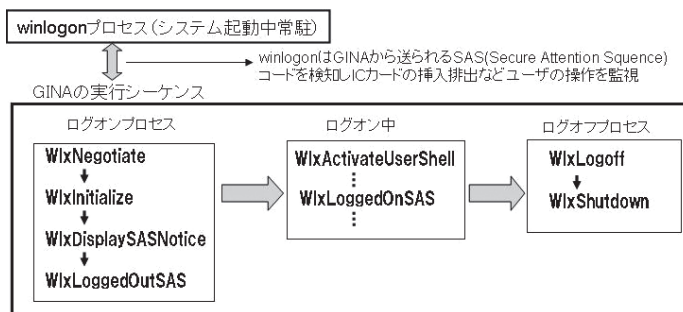 winlogonプロセス(システム起動中常駐)
winlogonはGINAから送られるSAS(Secure Attention Squence)
コードを検知しICカードの挿入排出などユーザの操作を監視
GINAの実行シーケンス
ログオンプロセス
WlxNegotiate
WlxInitialize
WlxDisplaySASNotice
WlxLoggedOutSAS
ログオン中
WlxActivateUserShell
WlxLoggedOnSAS
ログオフプロセス
WlxLogoff
WlxShutdown